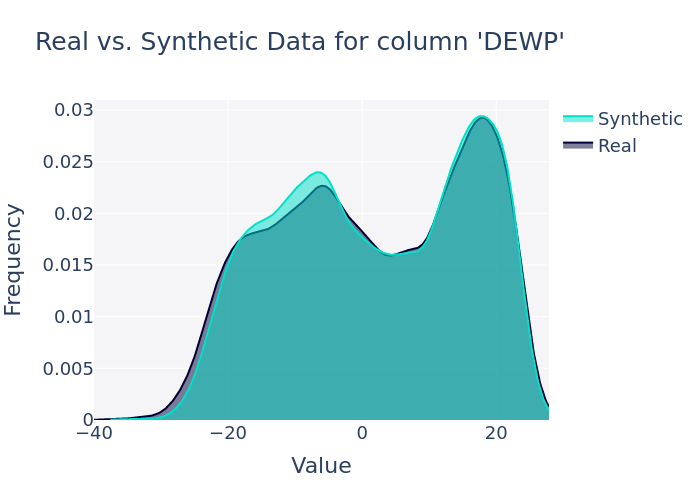 Real vs. Synthetic Data for column 'DEWP'
Synthetic
Real
Frequency
0.03
0.025
0.02
0.015
0.01
0.005
0
−40
−20
0
20
Value